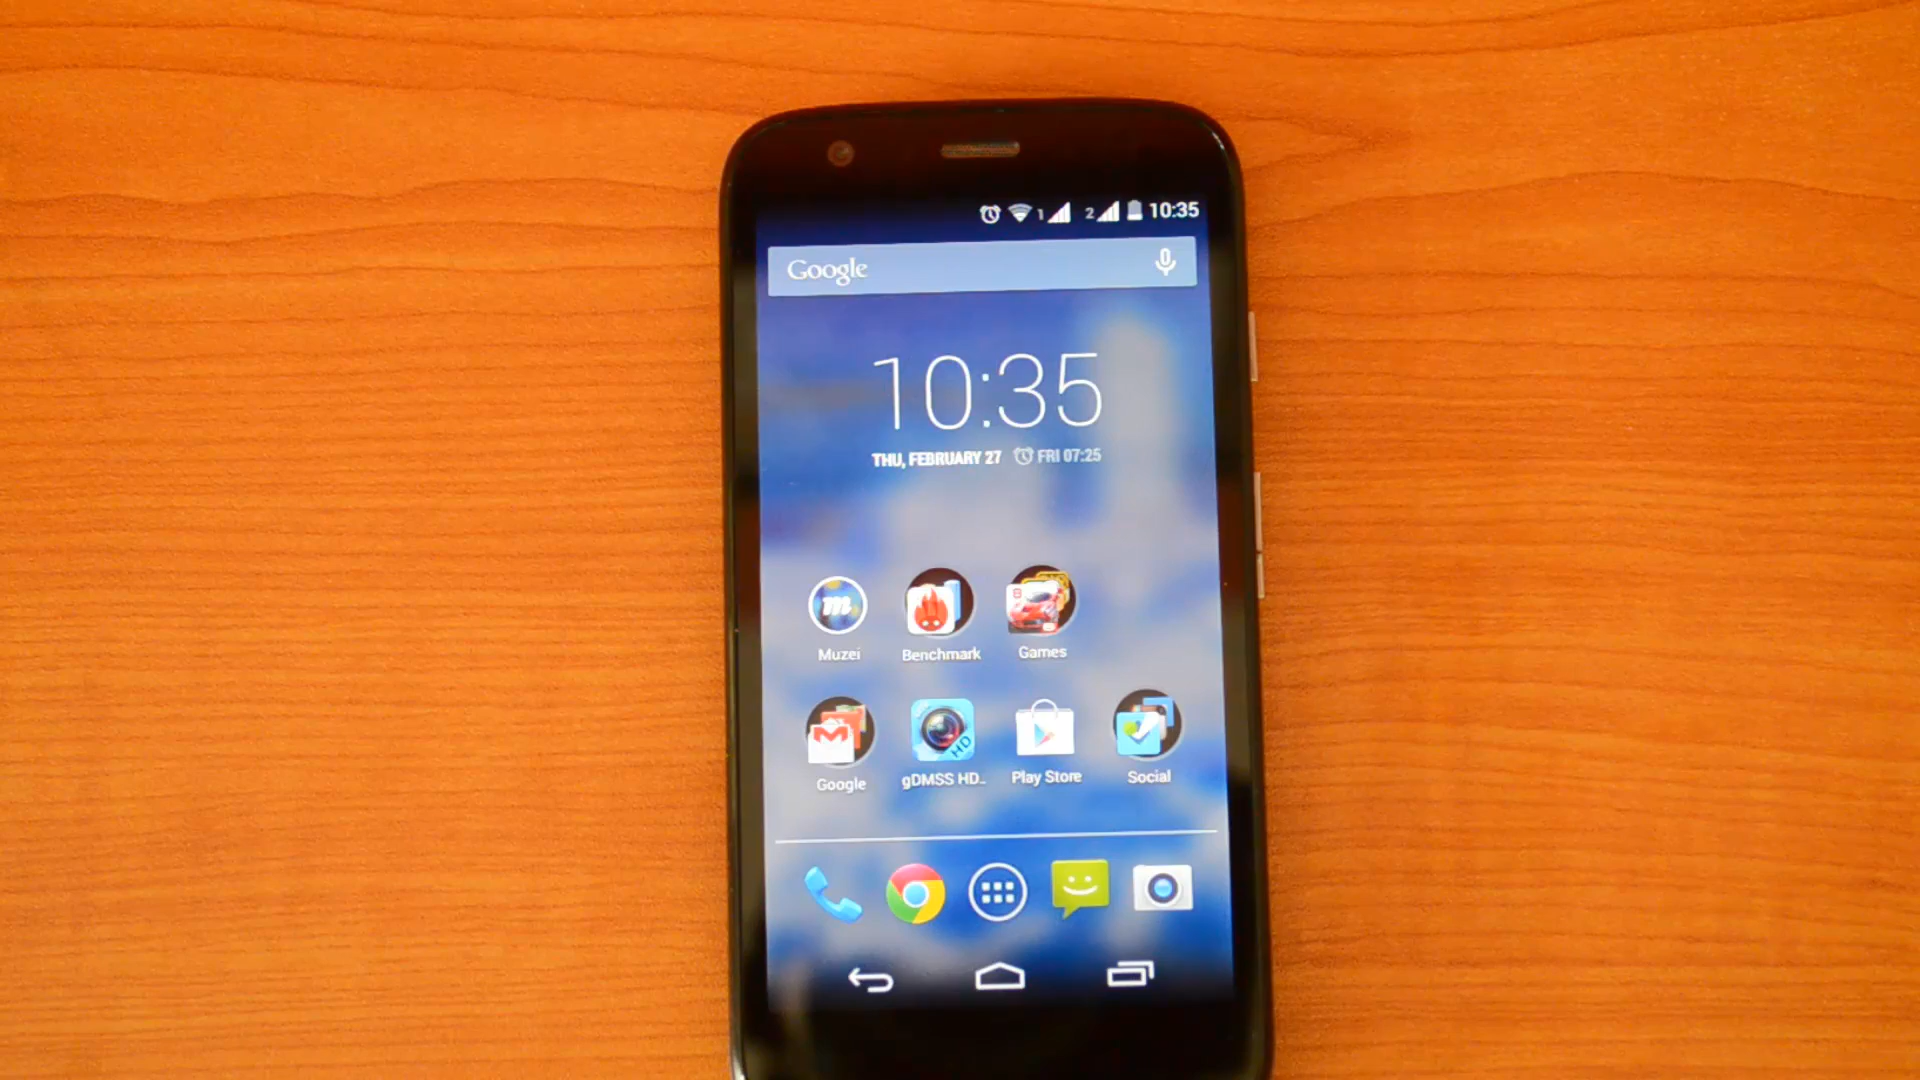 1 2 10:35
Google
10:35
THU, FEBRUARY 27 FRI 07:25
m
Muzei Benchmark Games
Google gDMSS HD... Play Store Social